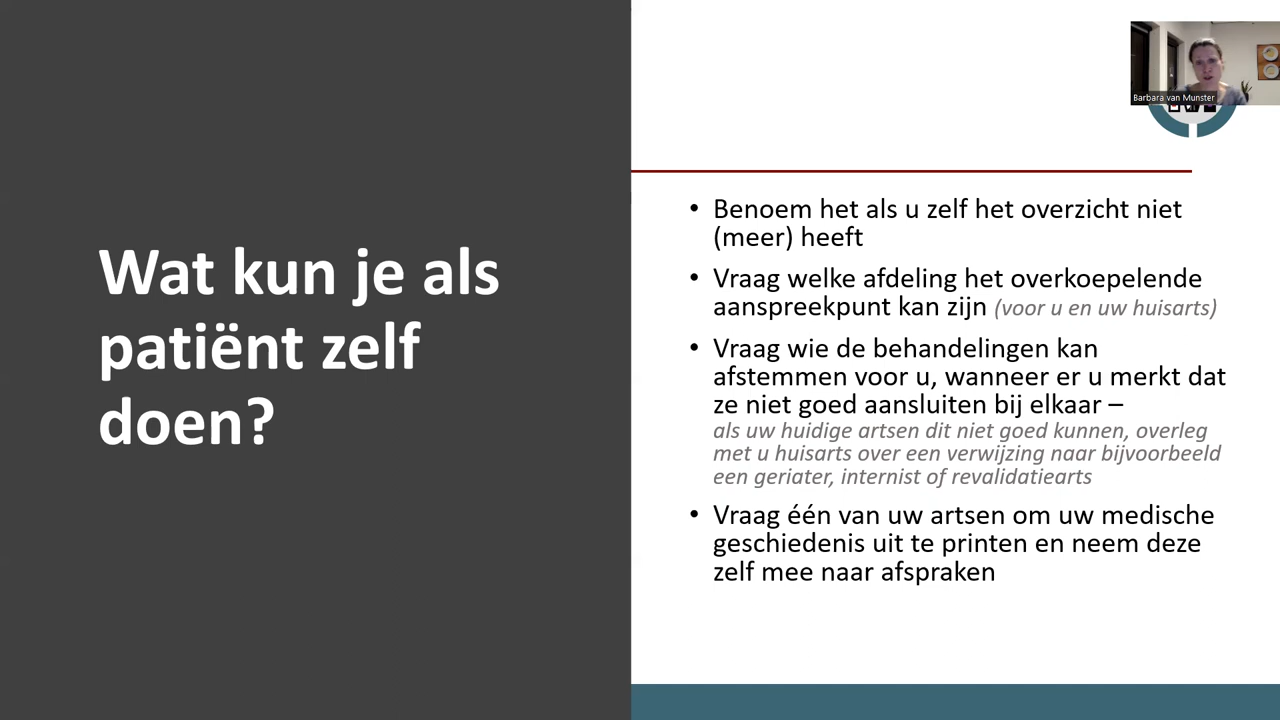 Barbara van Munster
Wat kun je als
patiënt zelf
doen?
• Benoem het als u zelf het overzicht niet
(meer) heeft
• Vraag welke afdeling het overkoepelende
aanspreekpunt kan zijn (voor u en uw huisarts)
• Vraag wie de behandelingen kan
afstemmen voor u, wanneer er u merkt dat
ze niet goed aansluiten bij elkaar –
als uw huidige artsen dit niet goed kunnen, overleg
met u huisarts over een verwijzing naar bijvoorbeeld
een geriater, internist of revalidatiearts
• Vraag één van uw artsen om uw medische
geschiedenis uit te printen en neem deze
zelf mee naar afspraken